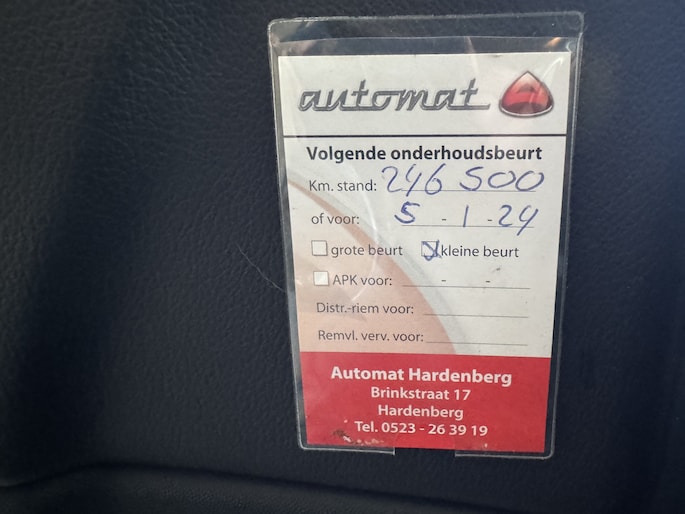 automat
Volgende onderhoudsbeurt
Km. stand: 246 500
of voor: 5 - 1 - 24
grote beurt kleine beurt
APK voor: - -
Distr.-riem voor:
Remvl. verv. voor:
Automat Hardenberg
Brinkstraat 17
Hardenberg
Tel. 0523 - 26 39 19